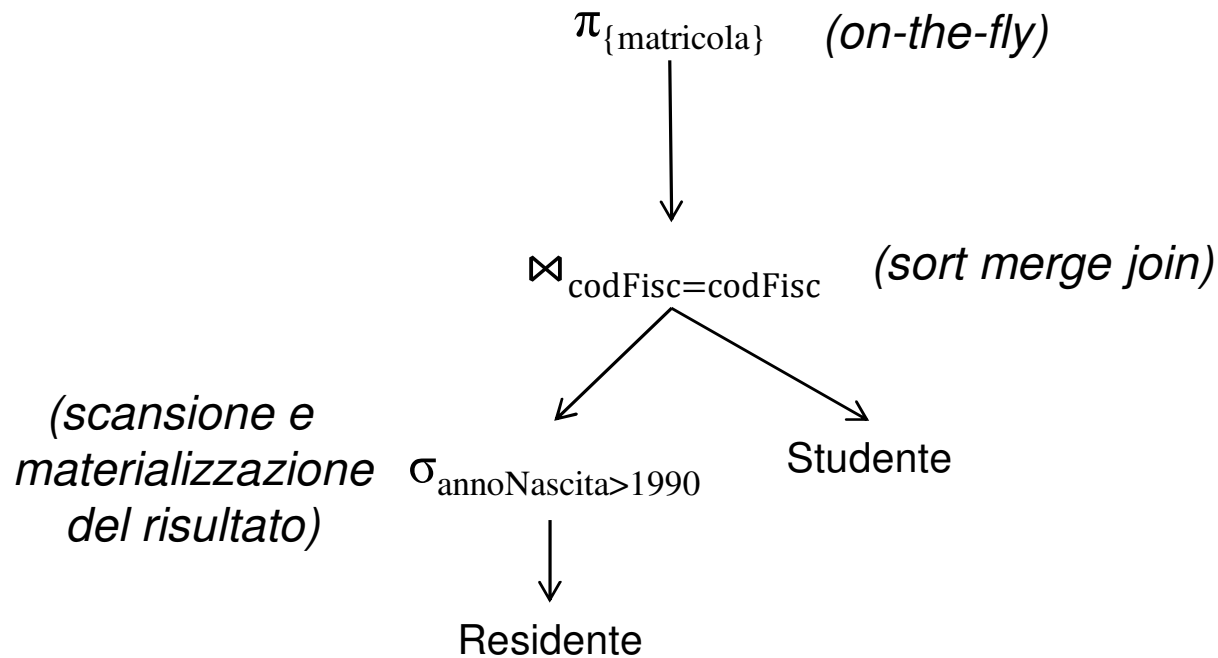 π{matricola} (on-the-fly)
⋈codFisc=codFisc (sort merge join)
(scansione e
materializzazione
del risultato)
σannoNascita>1990
Studente
Residente